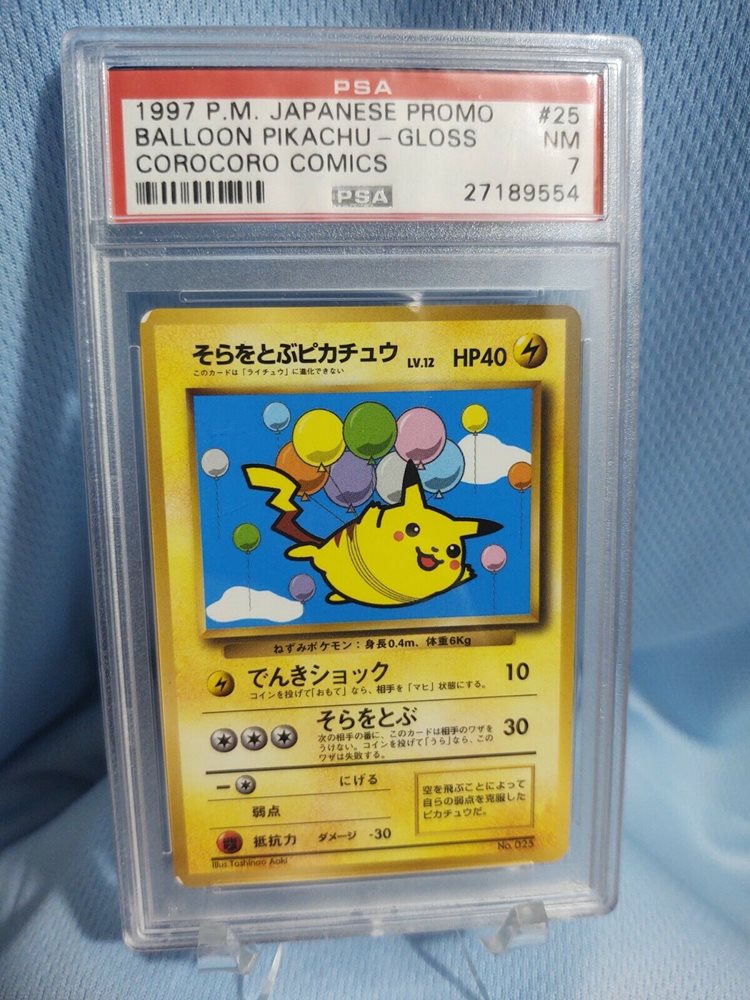 PSA
1997 P.M. JAPANESE PROMO #25
BALLOON PIKACHU - GLOSS NM
COROCORO COMICS 7
PSA 27189554
そらをとぶピカチュウ LV.12 HP40
このカードは「ライチュウ」に進化できない
ねずみポケモン：身長0.4m、体重6Kg
でんきショック 10
コインを投げて「おもて」なら、相手を「マヒ」状態にする。
そらをとぶ 30
次の相手の番に、このカードは相手のワザを
うけない。コインを投げて「うら」なら、この
ワザは失敗する。
にげる
弱点
抵抗力 ダメージ -30
空を飛ぶことによって
自らの弱点を克服した
ピカチュウだ。
Illus.Toshinao Aoki No. 025